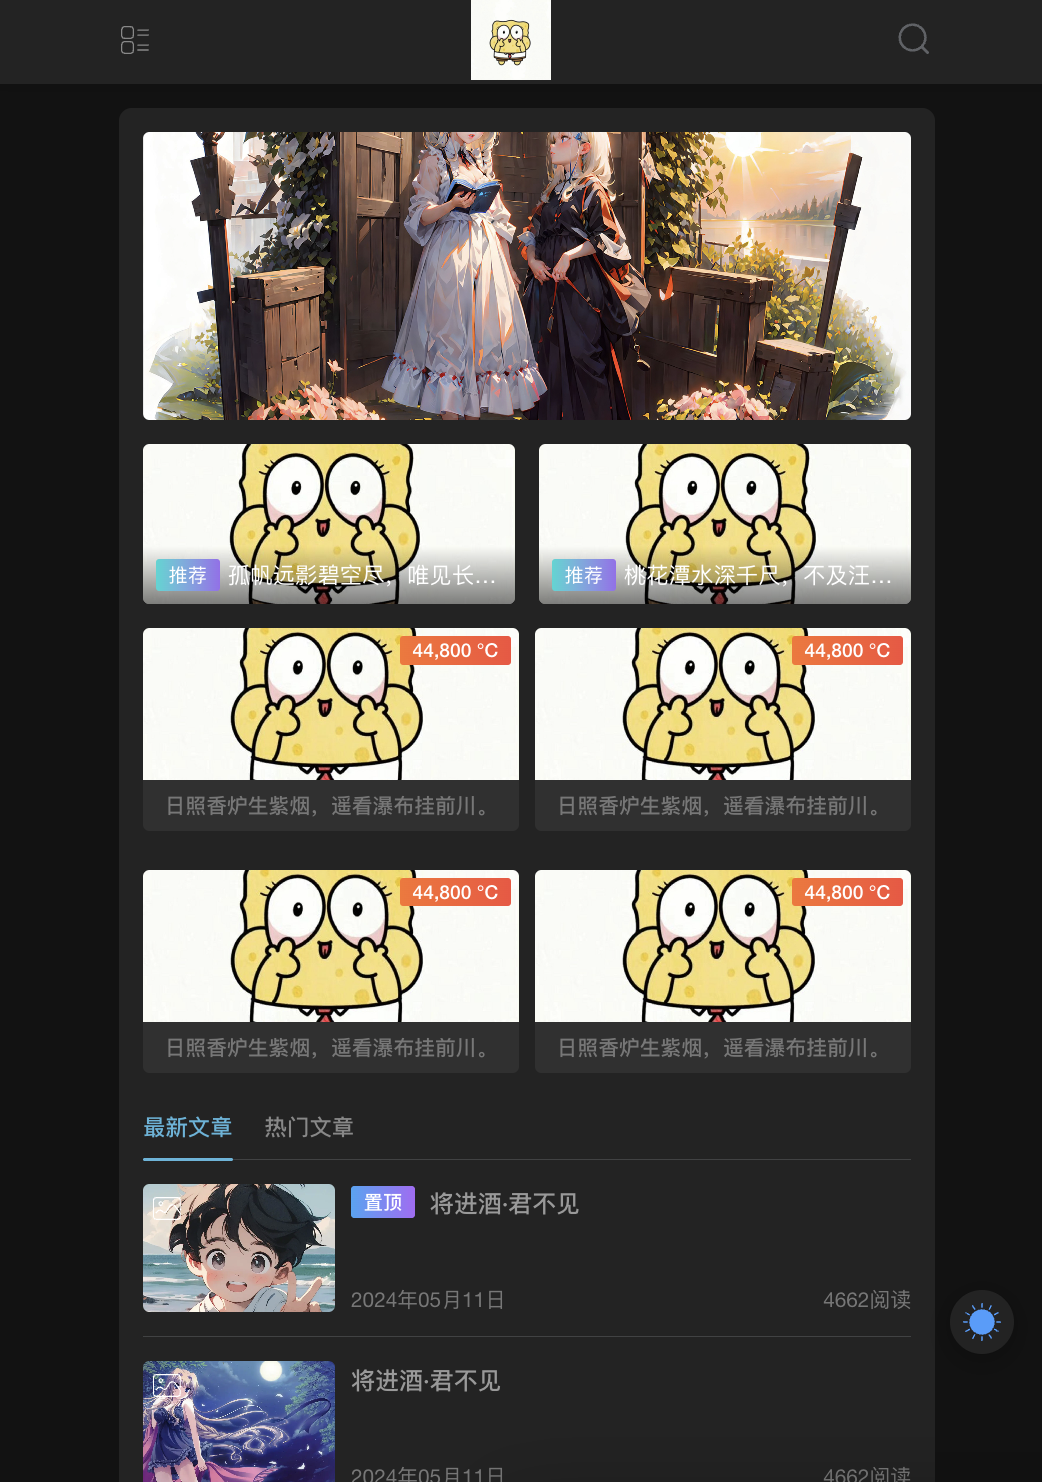 推荐 孤帆远影碧空尽，唯见长…
推荐 桃花潭水深千尺，不及汪…
44,800 °C
44,800 °C
日照香炉生紫烟，遥看瀑布挂前川。
日照香炉生紫烟，遥看瀑布挂前川。
44,800 °C
44,800 °C
日照香炉生紫烟，遥看瀑布挂前川。
日照香炉生紫烟，遥看瀑布挂前川。
最新文章 热门文章
置顶 将进酒·君不见
2024年05月11日 4662阅读
将进酒·君不见
2024年05月11日 4662阅读